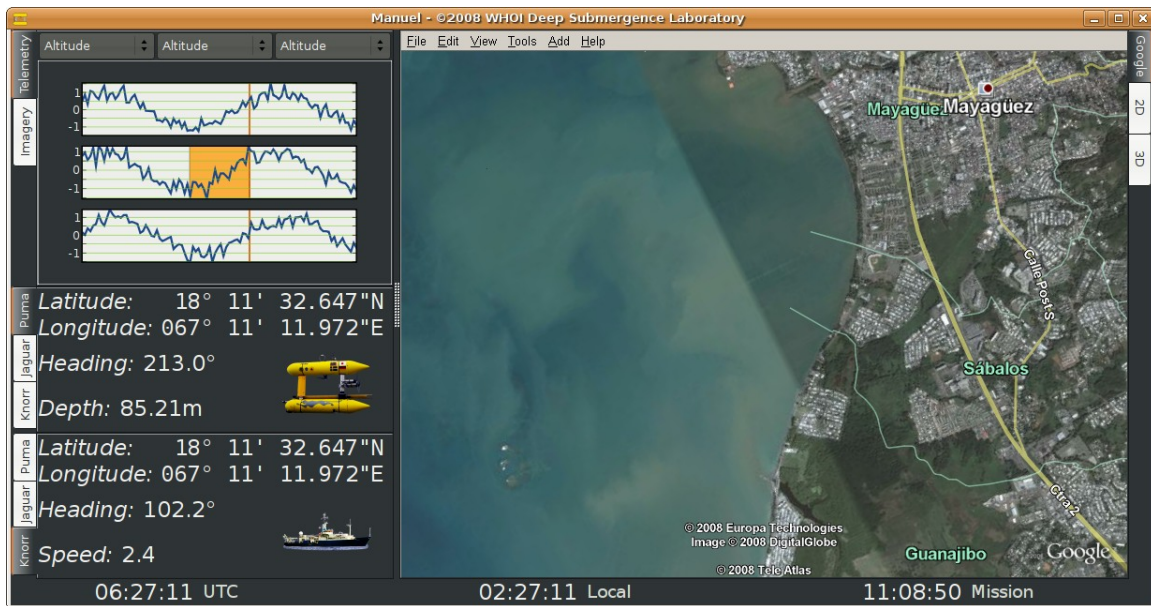 Manuel - ©2008 WHOI Deep Submergence Laboratory
Telemetry
Imagery
Altitude Altitude Altitude
1
0
-1
1
0
-1
1
0
-1
Puma
Jaguar
Knorr
Latitude: 18° 11' 32.647"N
Longitude: 067° 11' 11.972"E
Heading: 213.0°
Depth: 85.21m
Puma
Jaguar
Knorr
Latitude: 18° 11' 32.647"N
Longitude: 067° 11' 11.972"E
Heading: 102.2°
Speed: 2.4
File Edit View Tools Add Help
Mayagüez Mayagüez
Calle Post S
Sábalos
Ctra 2
Guanajibo
© 2008 Europa Technologies
Image © 2008 DigitalGlobe
© 2008 Tele Atlas
Google
Google
2D
3D
06:27:11 UTC 02:27:11 Local 11:08:50 Mission